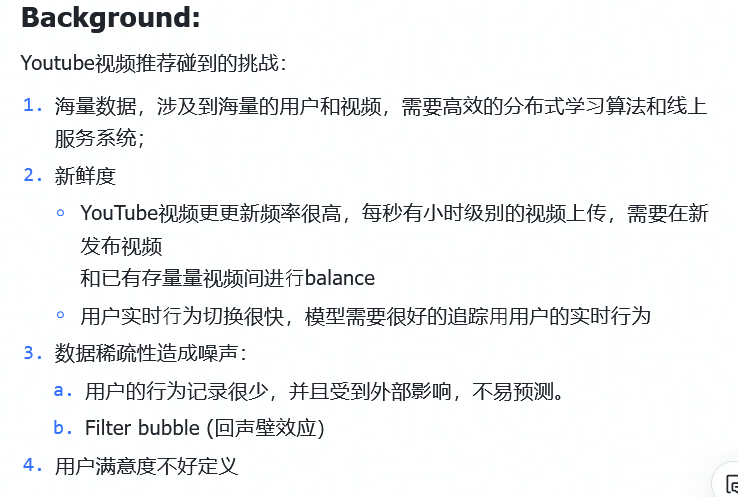 Background:
Youtube视频推荐碰到的挑战：
1. 海量数据，涉及到海量的用户和视频，需要高效的分布式学习算法和线上
服务系统；
2. 新鲜度
YouTube视频更更新频率很高，每秒有小时级别的视频上传，需要在新
发布视频
和已有存量量视频间进行balance
用户实时行为切换很快，模型需要很好的追踪用用户的实时行为
3. 数据稀疏性造成噪声：
a. 用户的行为记录很少，并且受到外部影响，不易预测。
b. Filter bubble (回声壁效应)
4. 用户满意度不好定义